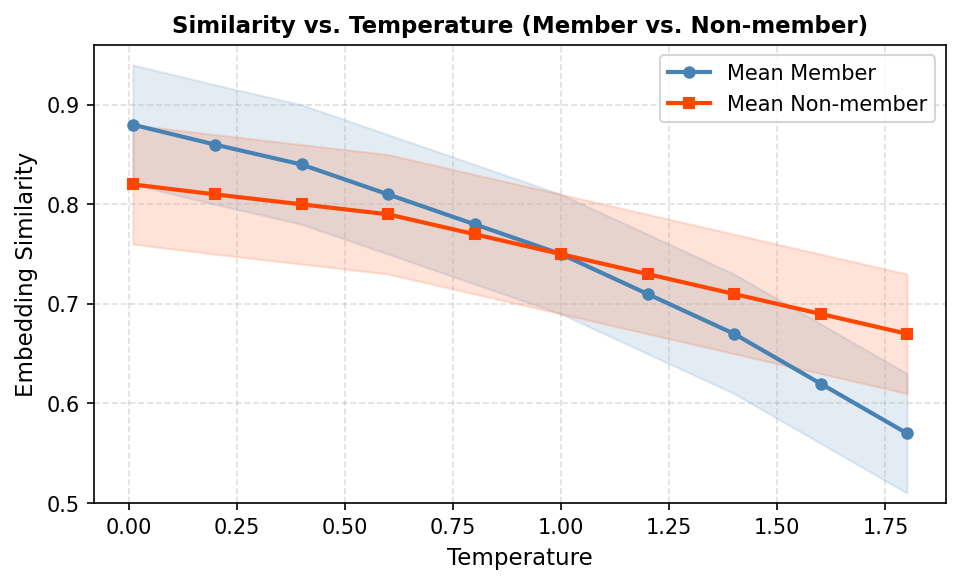 Similarity vs. Temperature (Member vs. Non-member)
Mean Member
Mean Non-member
Embedding Similarity
0.9
0.8
0.7
0.6
0.5
0.00 0.25 0.50 0.75 1.00 1.25 1.50 1.75
Temperature